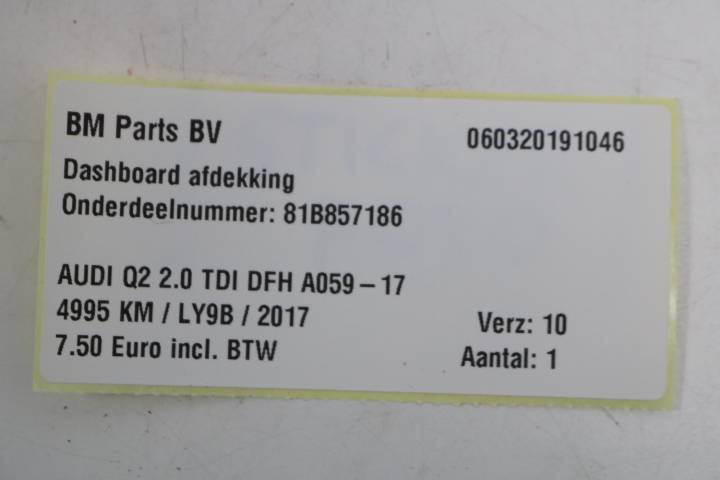 BM Parts BV 060320191046
Dashboard afdekking
Onderdeelnummer: 81B857186
AUDI Q2 2.0 TDI DFH A059-17
4995 KM / LY9B / 2017 Verz: 10
7.50 Euro incl. BTW Aantal: 1